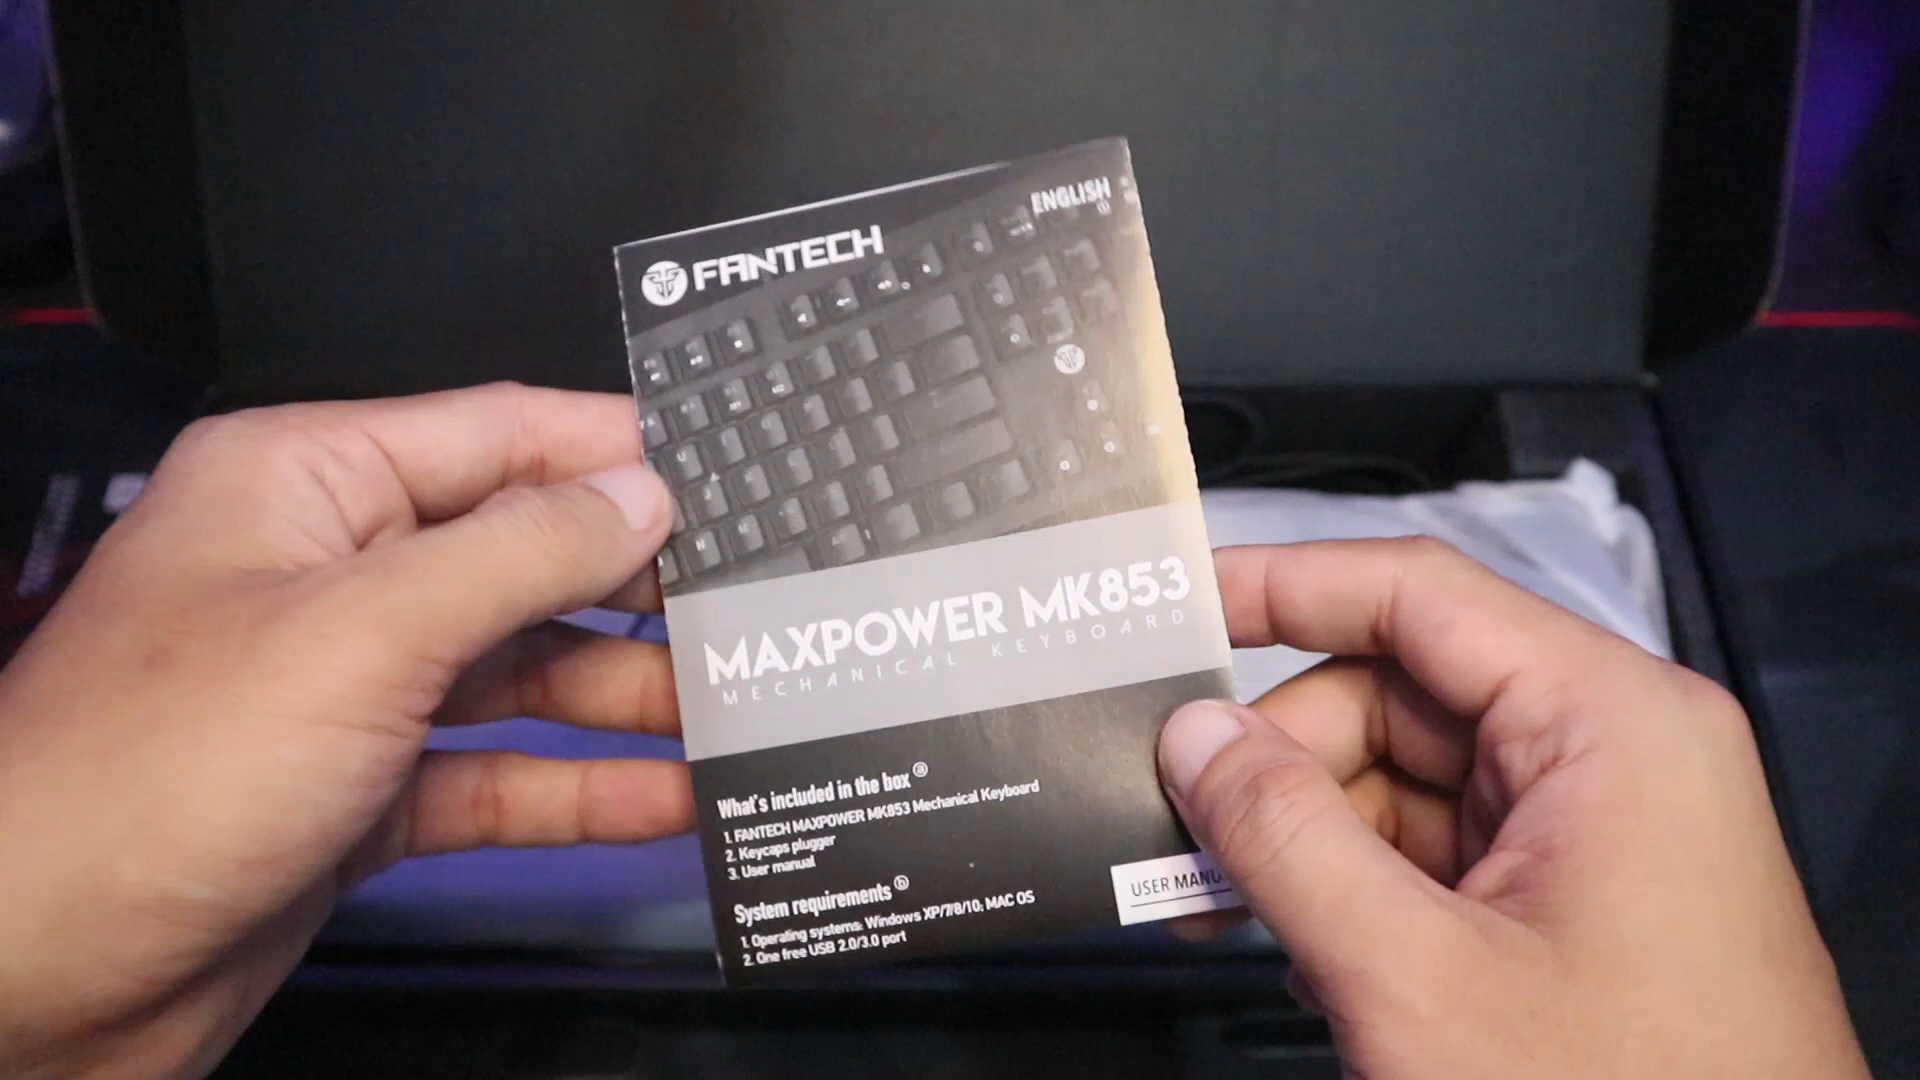 ENGLISH
FANTECH
MAXPOWER MK853
MECHANICAL KEYBOARD
What's included in the box ⓐ
1. FANTECH MAXPOWER MK853 Mechanical Keyboard
2. Keycaps plugger
3. User manual
System requirements ⓑ
1. Operating systems: Windows XP/7/8/10; MAC OS
2. One free USB 2.0/3.0 port
USER MANU